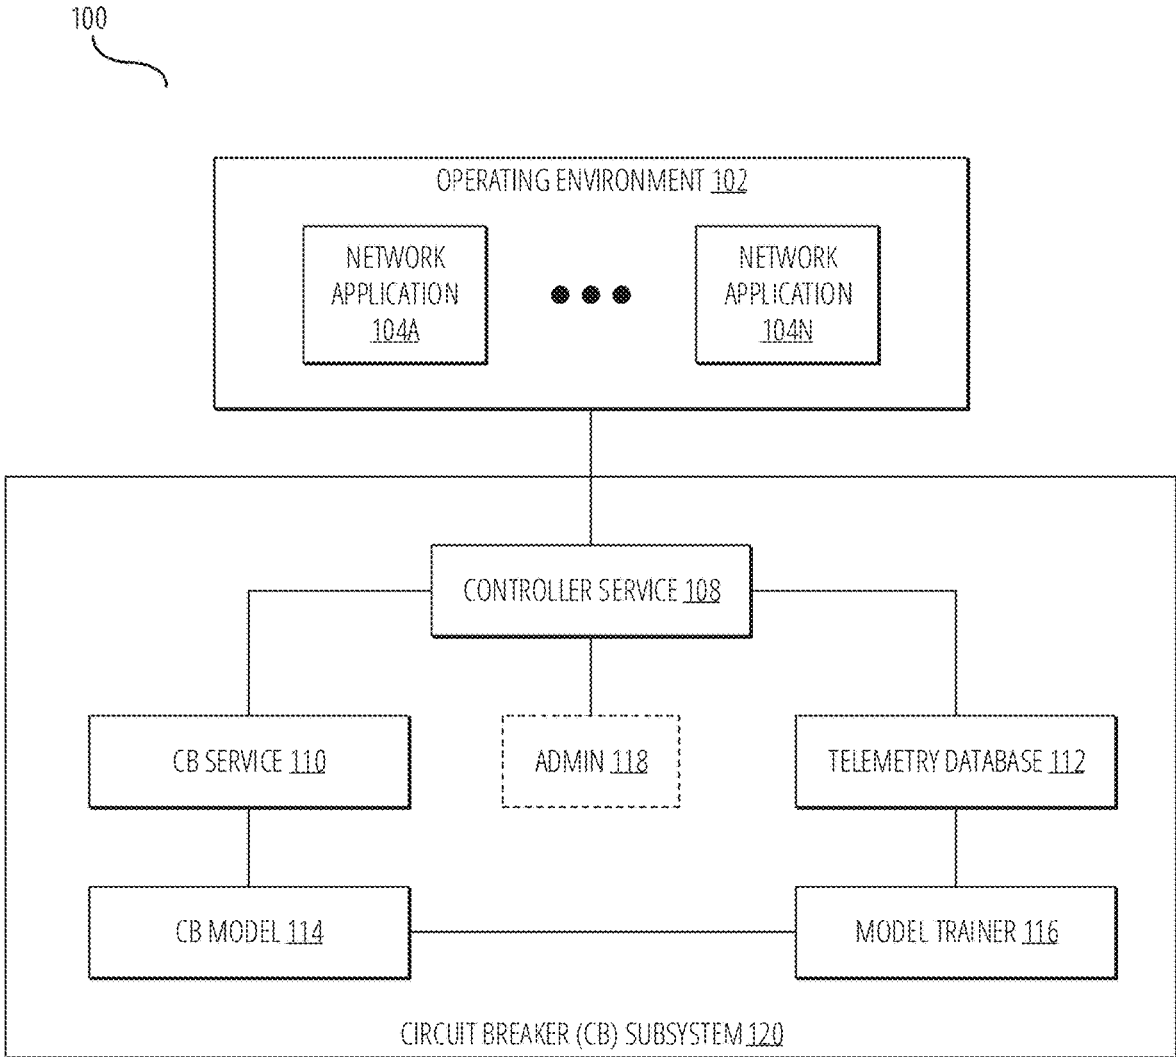 100
OPERATING ENVIRONMENT 102
NETWORK
APPLICATION
104A
NETWORK
APPLICATION
104N
CONTROLLER SERVICE 108
CB SERVICE 110
ADMIN 118
TELEMETRY DATABASE 112
CB MODEL 114
MODEL TRAINER 116
CIRCUIT BREAKER (CB) SUBSYSTEM 120